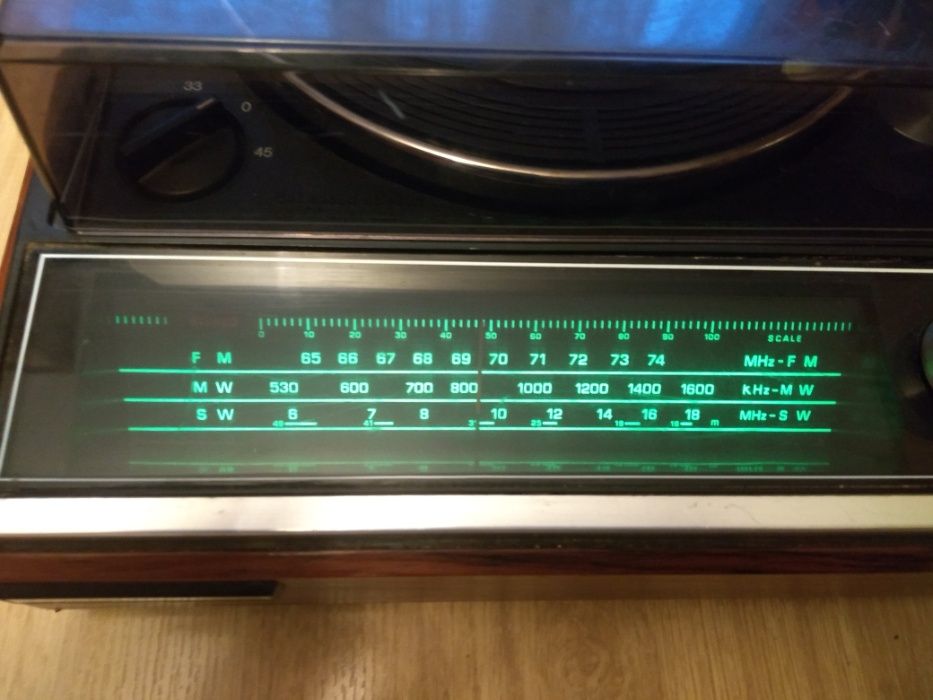 33
0
45
0 10 20 30 40 50 60 70 80 90 100 SCALE
F M 65 66 67 68 69 70 71 72 73 74 MHz-F M
M W 530 600 700 800 1000 1200 1400 1600 KHz-M W
S W 6 7 8 10 12 14 16 18 MHz-S W
49 41 31 25 19 16 m